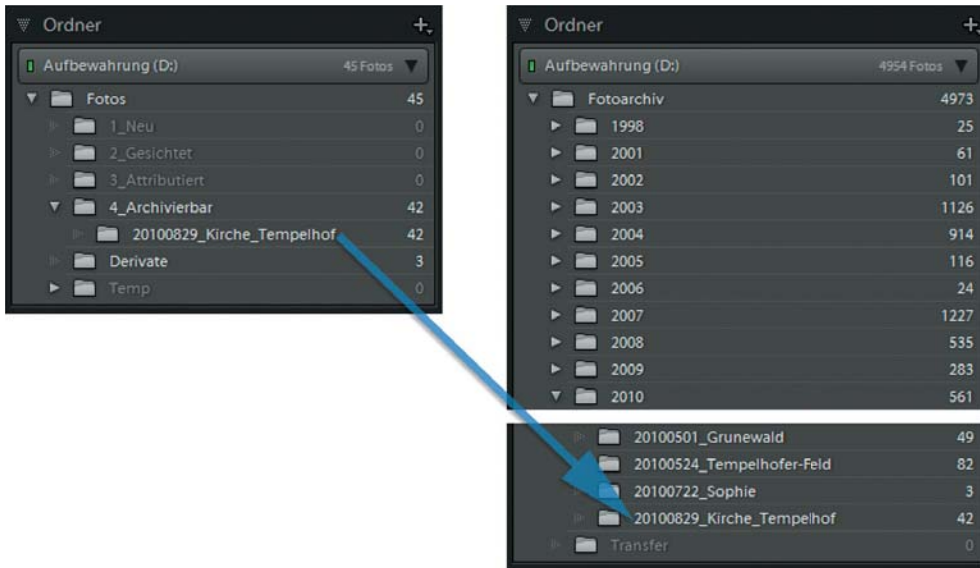 Ordner +
Aufbewahrung (D:) 45 Fotos
Fotos 45
1_Neu 0
2_Gesichtet 0
3_Attributiert 0
4_Archivierbar 42
20100829_Kirche_Tempelhof 42
Derivate 3
Temp 0
Ordner +
Aufbewahrung (D:) 4954 Fotos
Fotoarchiv 4973
1998 25
2001 61
2002 101
2003 1126
2004 914
2005 116
2006 24
2007 1227
2008 535
2009 283
2010 561
20100501_Grunewald 49
20100524_Tempelhofer-Feld 82
20100722_Sophie 3
20100829_Kirche_Tempelhof 42
Transfer 0